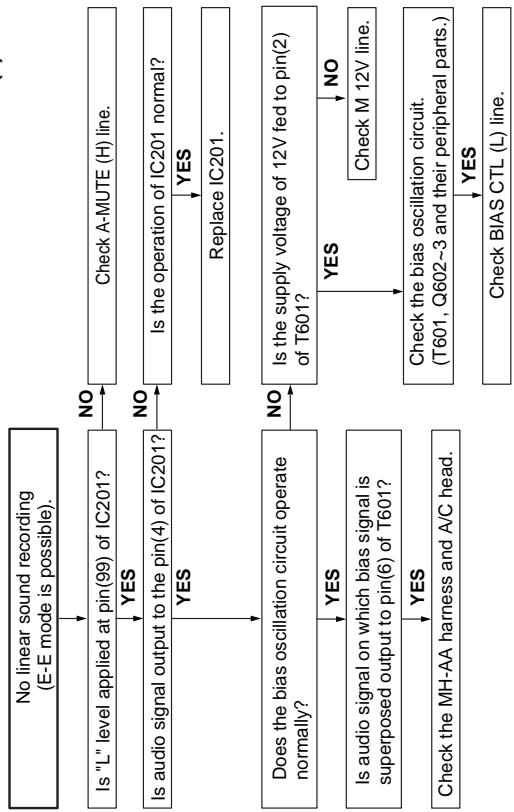 No linear sound recording
(E-E mode is possible).
Is "L" level applied at pin(99) of IC201?
NO
Check A-MUTE (H) line.
YES
Is audio signal output to the pin(4) of IC201?
NO
Is the operation of IC201 normal?
YES
Replace IC201.
YES
Does the bias oscillation circuit operate
normally?
NO
Is the supply voltage of 12V fed to pin(2)
of T601?
NO
Check M 12V line.
YES
Check the bias oscillation circuit.
(T601, Q602~3 and their peripheral parts.)
YES
Check BIAS CTL (L) line.
YES
Is audio signal on which bias signal is
superposed output to pin(6) of T601?
YES
Check the MH-AA harness and A/C head.